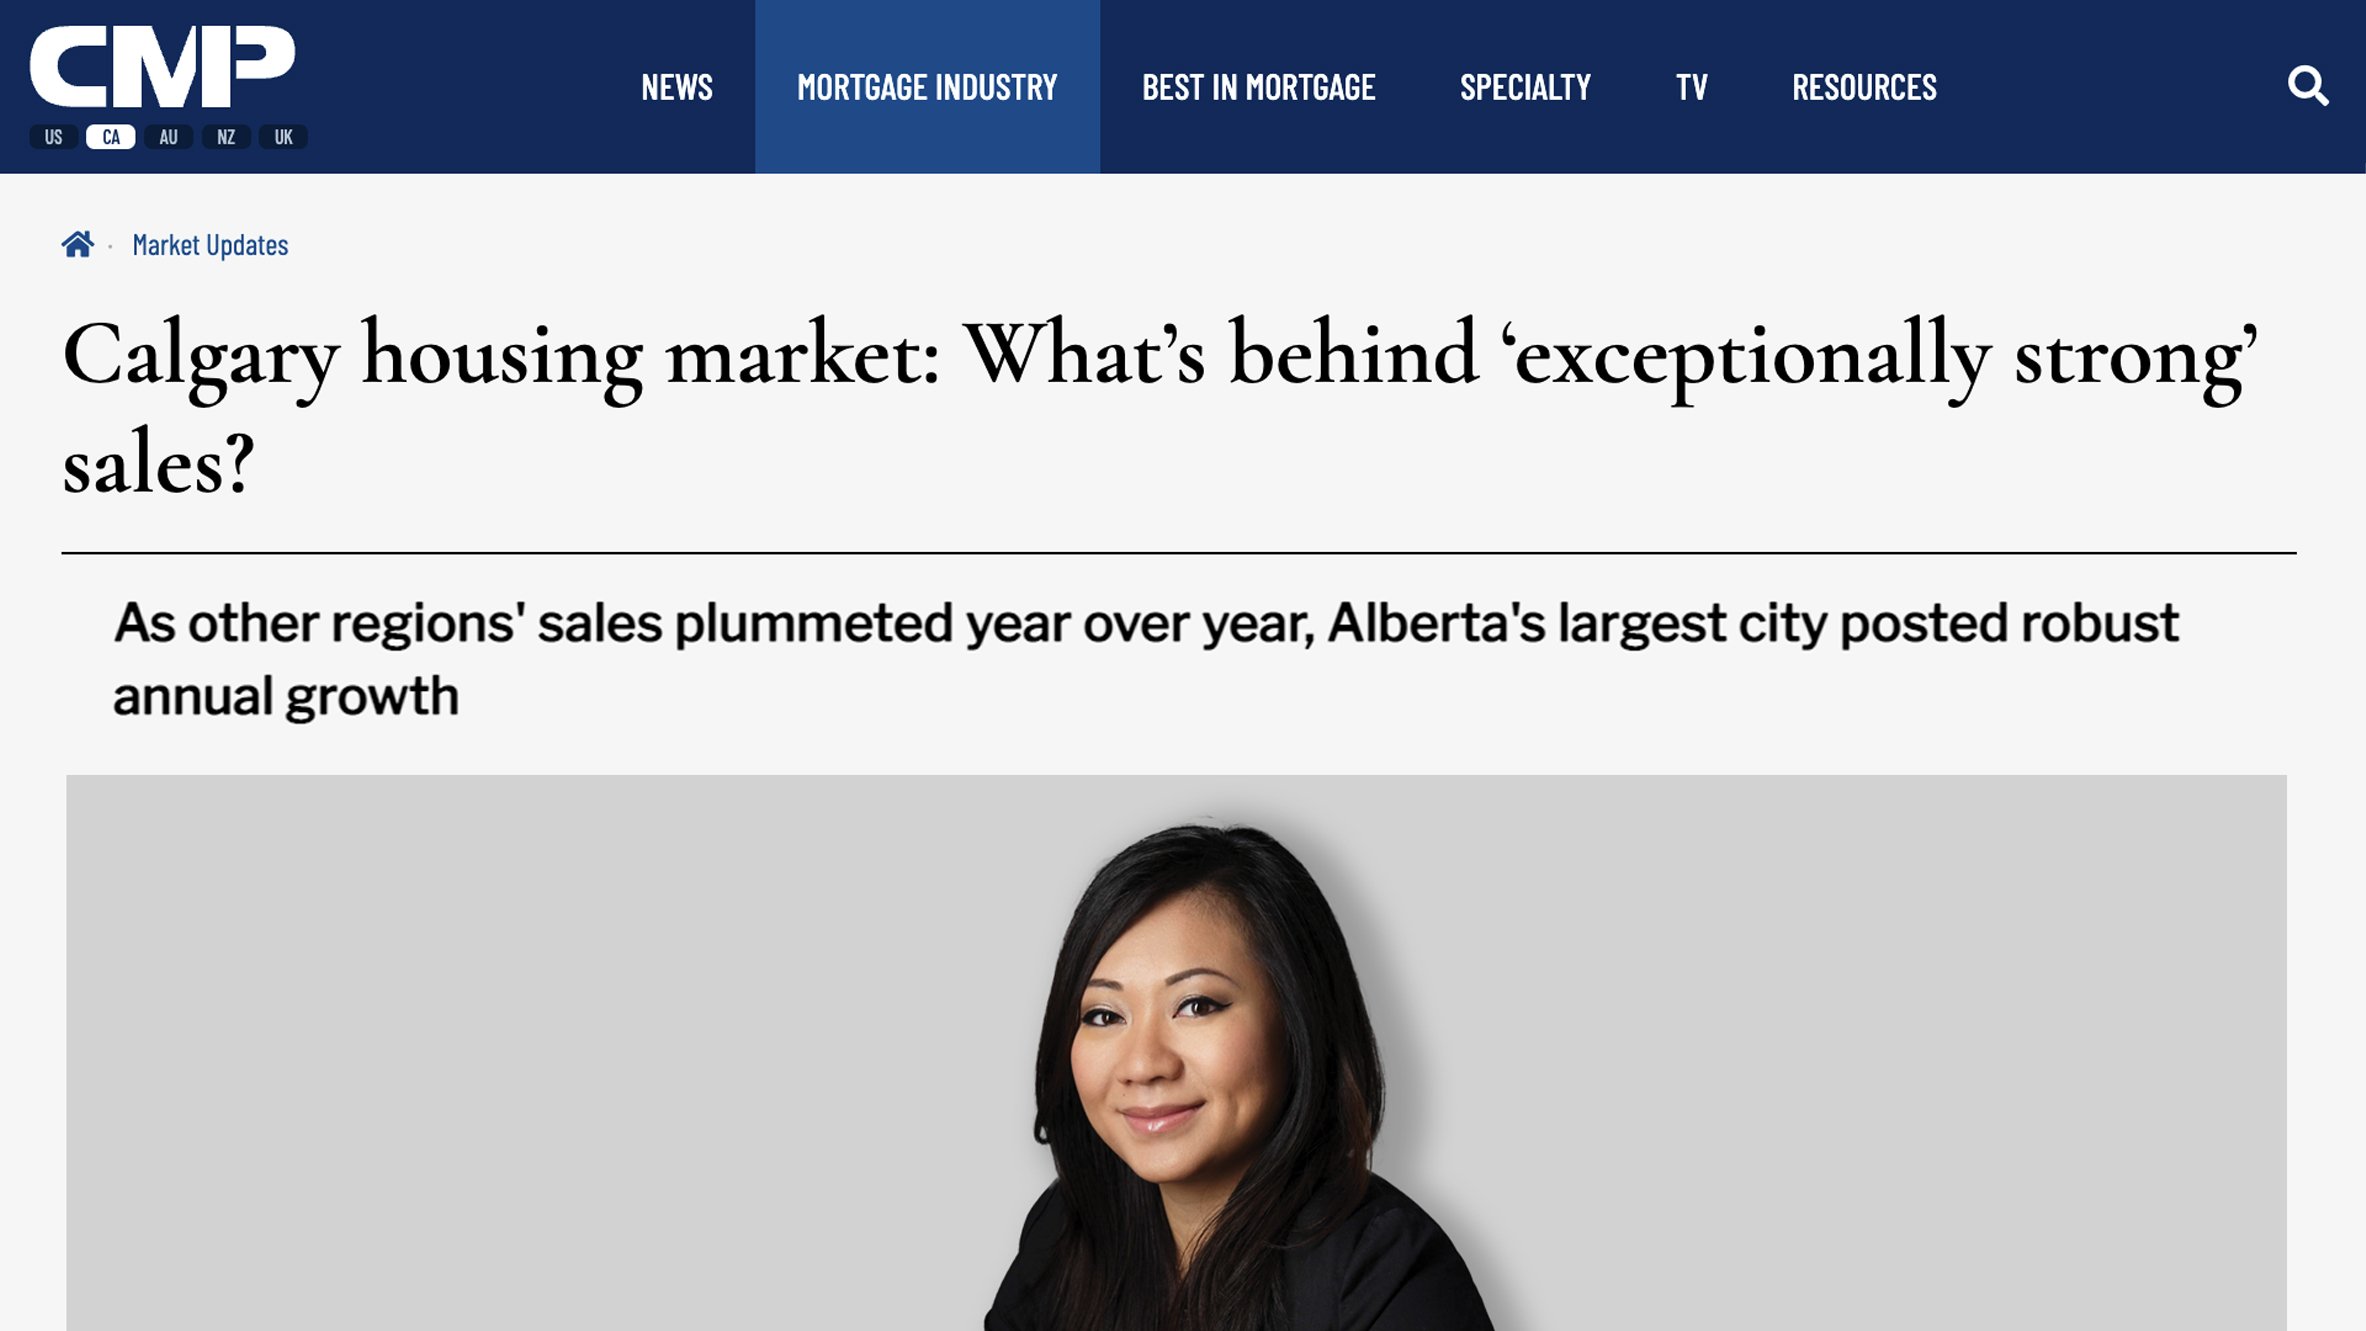 CMP
US CA AU NZ UK
NEWS MORTGAGE INDUSTRY BEST IN MORTGAGE SPECIALTY TV RESOURCES
Market Updates
Calgary housing market: What’s behind ‘exceptionally strong’
sales?
As other regions' sales plummeted year over year, Alberta's largest city posted robust
annual growth